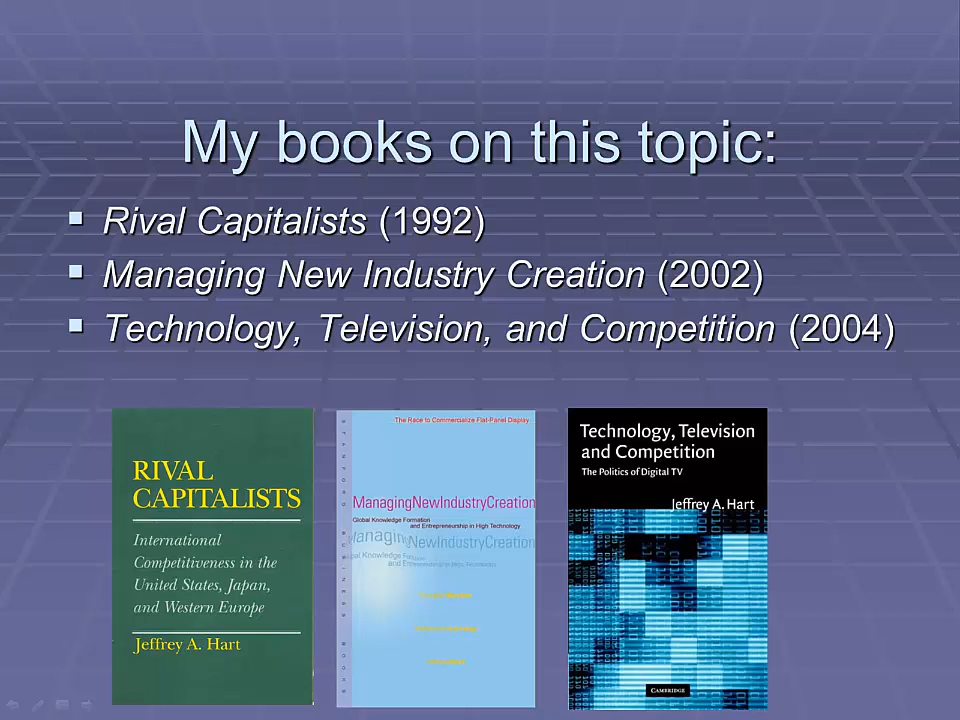 My books on this topic:
Rival Capitalists (1992)
Managing New Industry Creation (2002)
Technology, Television, and Competition (2004)
RIVAL
CAPITALISTS
International
Competitiveness in the
United States, Japan,
and Western Europe
Jeffrey A. Hart
The Race to Commercialize Flat-Panel Display
ManagingNewIndustryCreation
Global Knowledge Formation
and Entrepreneurship in High Technology
Managing
NewIndustryCreation
Technology, Television
and Competition
The Politics of Digital TV
Jeffrey A. Hart
CAMBRIDGE